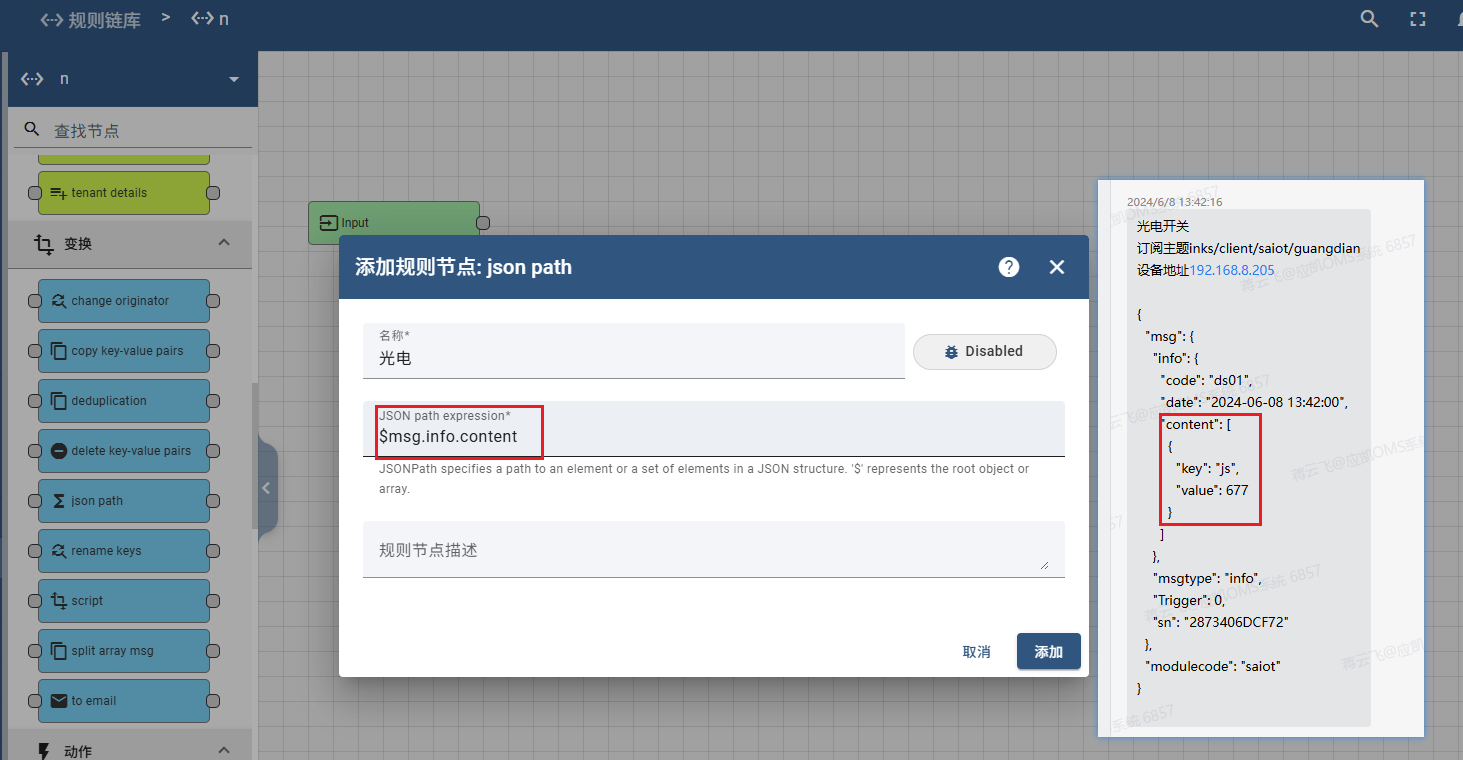 规则链库 > n
n
查找节点
tenant details
变换
change originator
copy key-value pairs
deduplication
delete key-value pairs
json path
rename keys
script
split array msg
to email
动作
Input
添加规则节点: json path
名称*
光电
Disabled
JSON path expression*
$msg.info.content
JSONPath specifies a path to an element or a set of elements in a JSON structure. '$' represents the root object or
array.
规则节点描述
取消
添加
2024/6/8 13:42:16
光电开关
订阅主题inks/client/saiot/guangdian
设备地址192.168.8.205
{
"msg": {
"info": {
"code": "ds01",
"date": "2024-06-08 13:42:00",
"content": [
{
"key": "js",
"value": 677
}
]
},
"msgtype": "info",
"Trigger": 0,
"sn": "2873406DCF72"
},
"modulecode": "saiot"
}